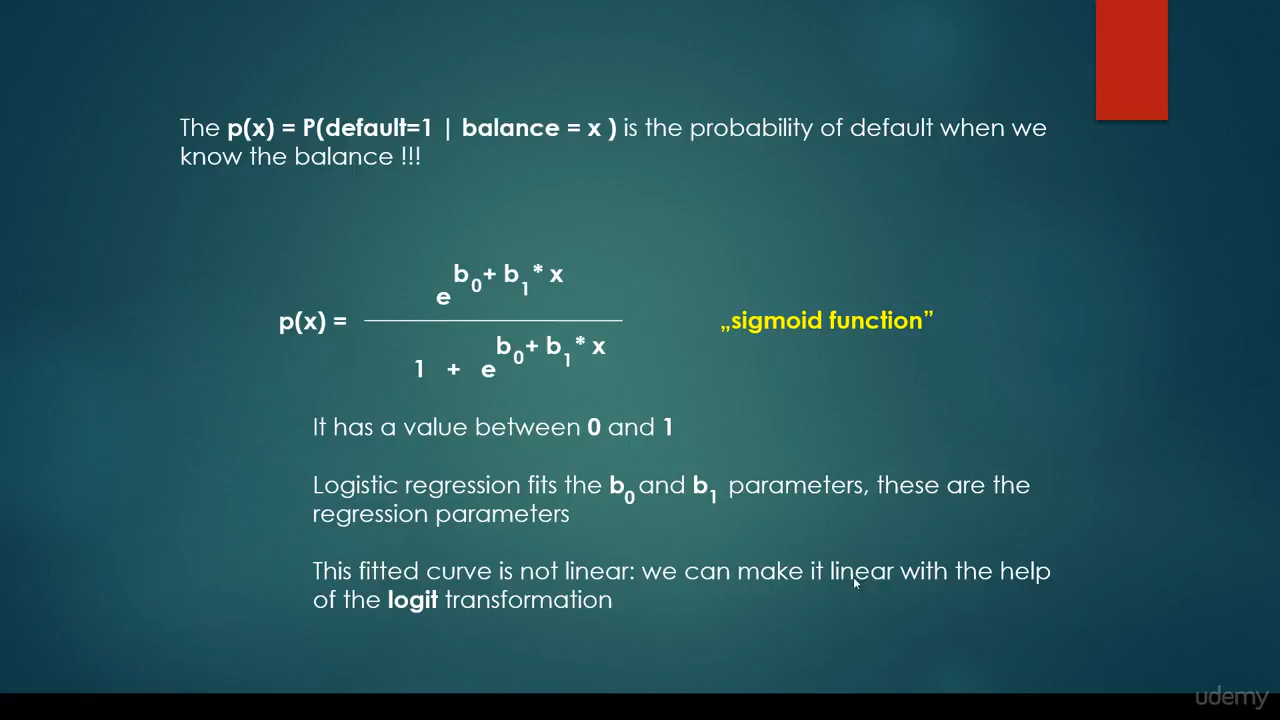 The p(x) = P(default=1 | balance = x ) is the probability of default when we
know the balance !!!
p(x) =
e^(b₀+ b₁* x)
1 + e^(b₀+ b₁* x)
„sigmoid function”
It has a value between 0 and 1
Logistic regression fits the b₀ and b₁ parameters, these are the
regression parameters
This fitted curve is not linear: we can make it linear with the help
of the logit transformation
udemy